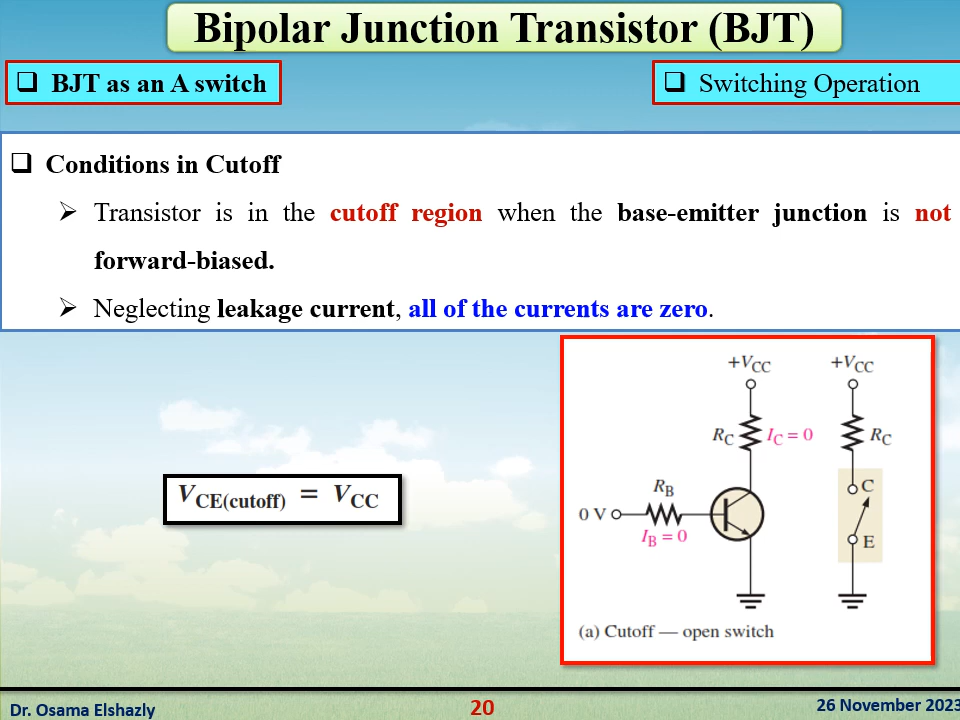 Bipolar Junction Transistor (BJT)
❑ BJT as an A switch
❑ Switching Operation
❑ Conditions in Cutoff
➢ Transistor is in the cutoff region when the base-emitter junction is not
forward-biased.
➢ Neglecting leakage current, all of the currents are zero.
+VCC
+VCC
RC
IC = 0
RC
VCE(cutoff) = VCC
RB
C
0 V
IB = 0
E
(a) Cutoff — open switch
Dr. Osama Elshazly
20
26 November 2023